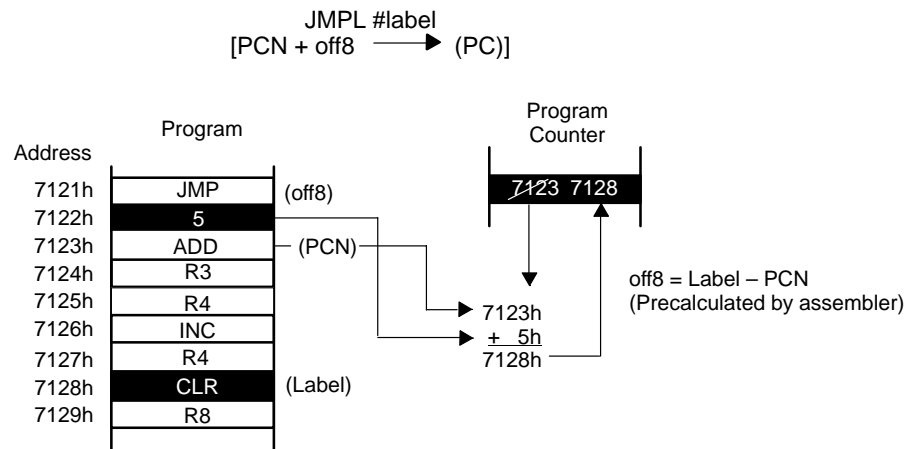 JMPL #label
[PCN + off8 (PC)]
Program
Counter
7123 7128
Program
Address
7121h JMP (off8)
7122h 5
7123h ADD (PCN)
7124h R3
7125h R4
7126h INC
7127h R4
7128h CLR (Label)
7129h R8
7123h
+ 5h
7128h
off8 = Label – PCN
(Precalculated by assembler)